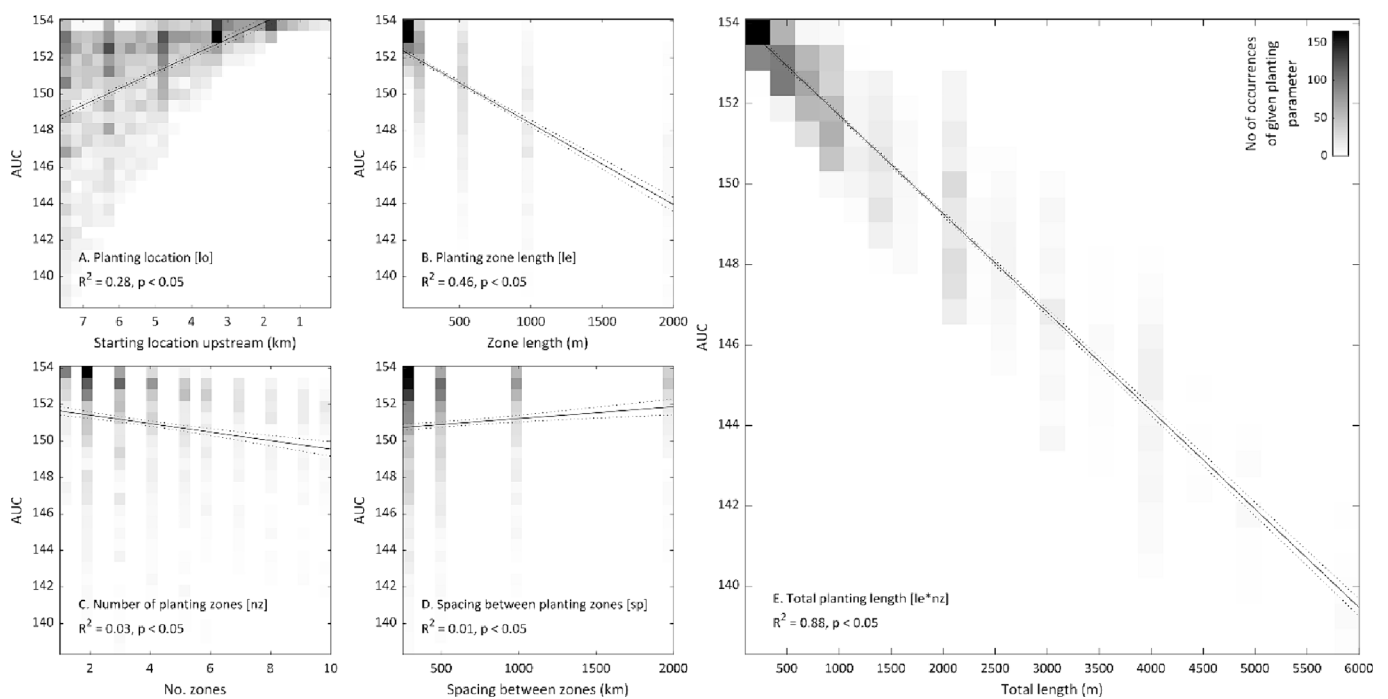 154
152
150
148
146
144
142
140
AUC
A. Planting location [lo]
R² = 0.28, p < 0.05
7 6 5 4 3 2 1
Starting location upstream (km)
154
152
150
148
146
144
142
140
AUC
B. Planting zone length [le]
R² = 0.46, p < 0.05
500 1000 1500 2000
Zone length (m)
154
152
150
148
146
144
142
140
AUC
C. Number of planting zones [nz]
R² = 0.03, p < 0.05
2 4 6 8 10
No. zones
154
152
150
148
146
144
142
140
AUC
D. Spacing between planting zones [sp]
R² = 0.01, p < 0.05
500 1000 1500 2000
Spacing between zones (km)
154
152
150
148
146
144
142
140
AUC
No of occurrences
of given planting
parameter
150
100
50
0
E. Total planting length [le*nz]
R² = 0.88, p < 0.05
500 1000 1500 2000 2500 3000 3500 4000 4500 5000 5500 6000
Total length (m)